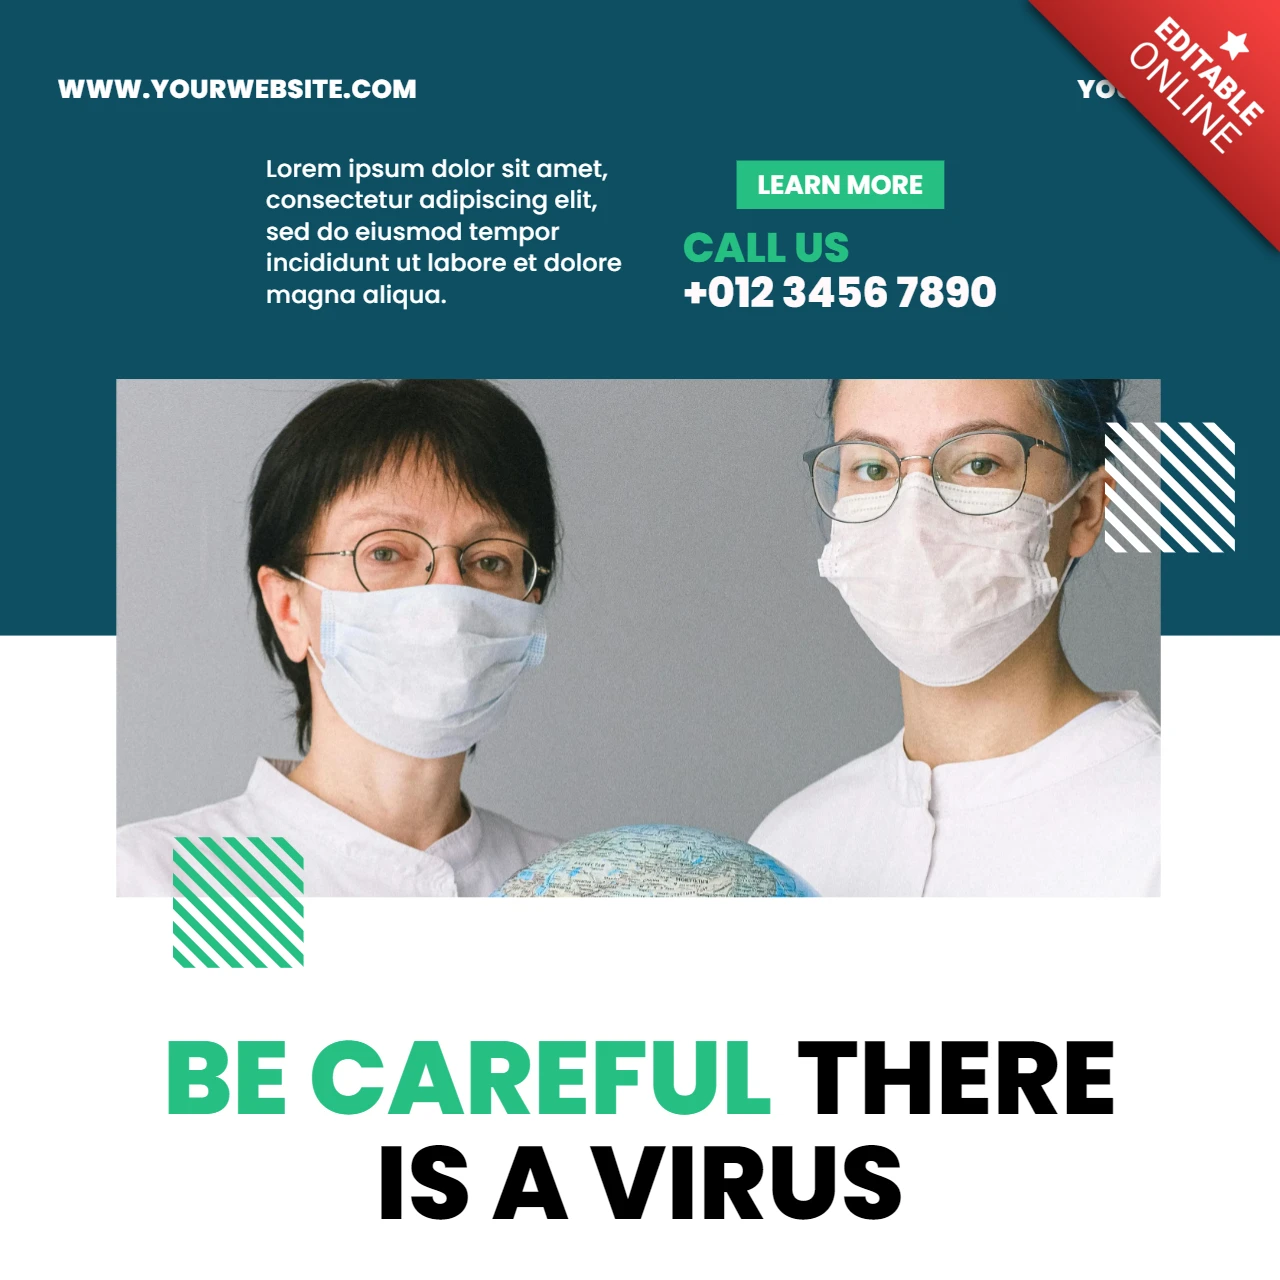 WWW.YOURWEBSITE.COM
EDITABLE
ONLINE
Lorem ipsum dolor sit amet,
consectetur adipiscing elit,
sed do eiusmod tempor
incididunt ut labore et dolore
magna aliqua.
LEARN MORE
CALL US
+012 3456 7890
BE CAREFUL THERE
IS A VIRUS